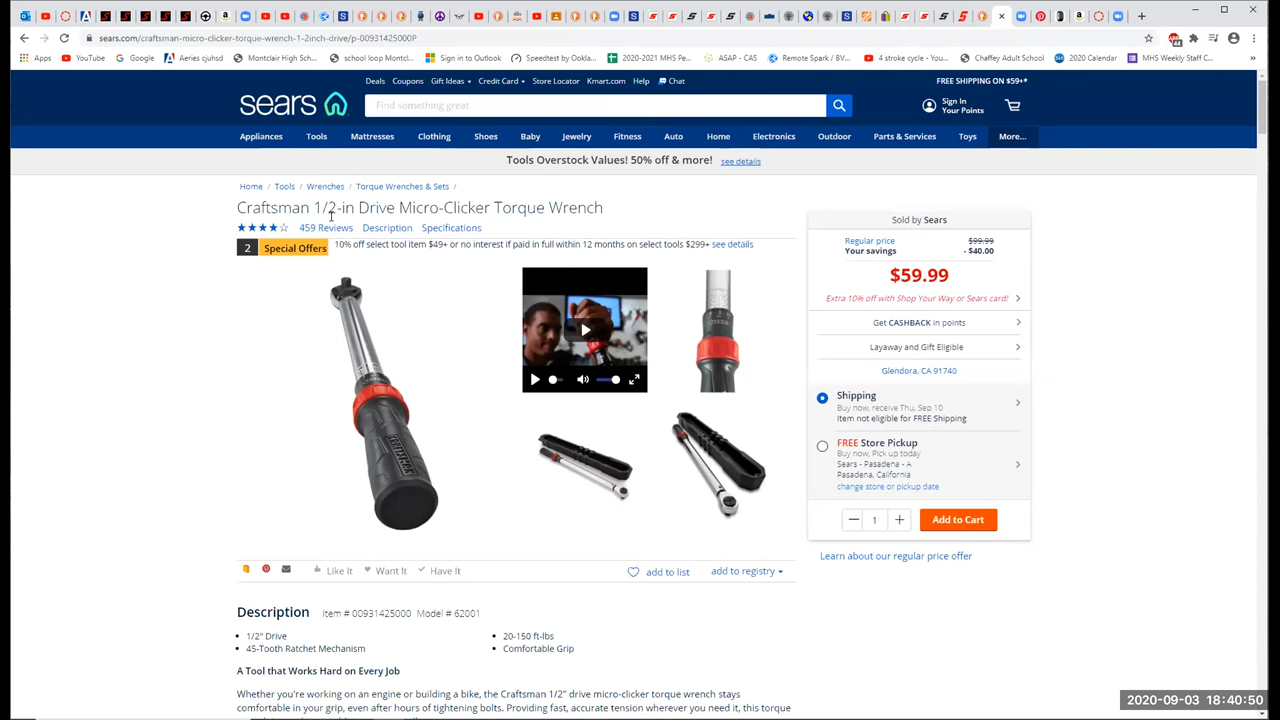 sears.com/craftsman-micro-clicker-torque-wrench-1-2inch-drive/p-00931425000P
Apps YouTube Google Aeries cjuhsd Montclair High Sch... school loop Montcl... Sign in to Outlook Speedtest by Ookla... 2020-2021 MHS Pe... ASAP - CAS Remote Spark / BV... 4 stroke cycle - You... Chaffey Adult School 2020 Calendar MHS Weekly Staff C... »
Deals Coupons Gift Ideas Credit Card Store Locator Kmart.com Help Chat FREE SHIPPING ON $59+*
sears Find something great Sign In
Your Points
Appliances Tools Mattresses Clothing Shoes Baby Jewelry Fitness Auto Home Electronics Outdoor Parts & Services Toys More...
Tools Overstock Values! 50% off & more! see details
Home / Tools / Wrenches / Torque Wrenches & Sets /
Craftsman 1/2-in Drive Micro-Clicker Torque Wrench
459 Reviews Description Specifications
2 Special Offers 10% off select tool item $49+ or no interest if paid in full within 12 months on select tools $299+ see details
Sold by Sears
Regular price $99.99
Your savings - $40.00
$59.99
Extra 10% off with Shop Your Way or Sears card!
Get CASHBACK in points
Layaway and Gift Eligible
Glendora, CA 91740
Shipping
Buy now, receive Thu, Sep 10
Item not eligible for FREE Shipping
FREE Store Pickup
Buy now, Pick up today
Sears - Pasadena - A
Pasadena, California
change store or pickup date
1 Add to Cart
Learn about our regular price offer
CRAFTSMAN
Like It Want It Have It add to list add to registry
Description Item # 00931425000 Model # 62001
• 1/2" Drive
• 45-Tooth Ratchet Mechanism
• 20-150 ft-lbs
• Comfortable Grip
A Tool that Works Hard on Every Job
Whether you're working on an engine or building a bike, the Craftsman 1/2" drive micro-clicker torque wrench stays
comfortable in your grip, even after hours of tightening bolts. Providing fast, accurate tension wherever you need it, this torque
2020-09-03 18:40:50